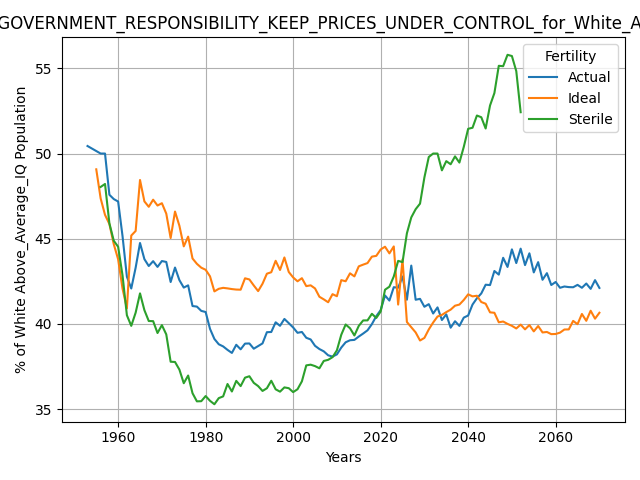 GOVERNMENT_RESPONSIBILITY_KEEP_PRICES_UNDER_CONTROL_for_White_A
% of White Above_Average_IQ Population
55
50
45
40
35
Fertility
Actual
Ideal
Sterile
1960 1980 2000 2020 2040 2060
Years